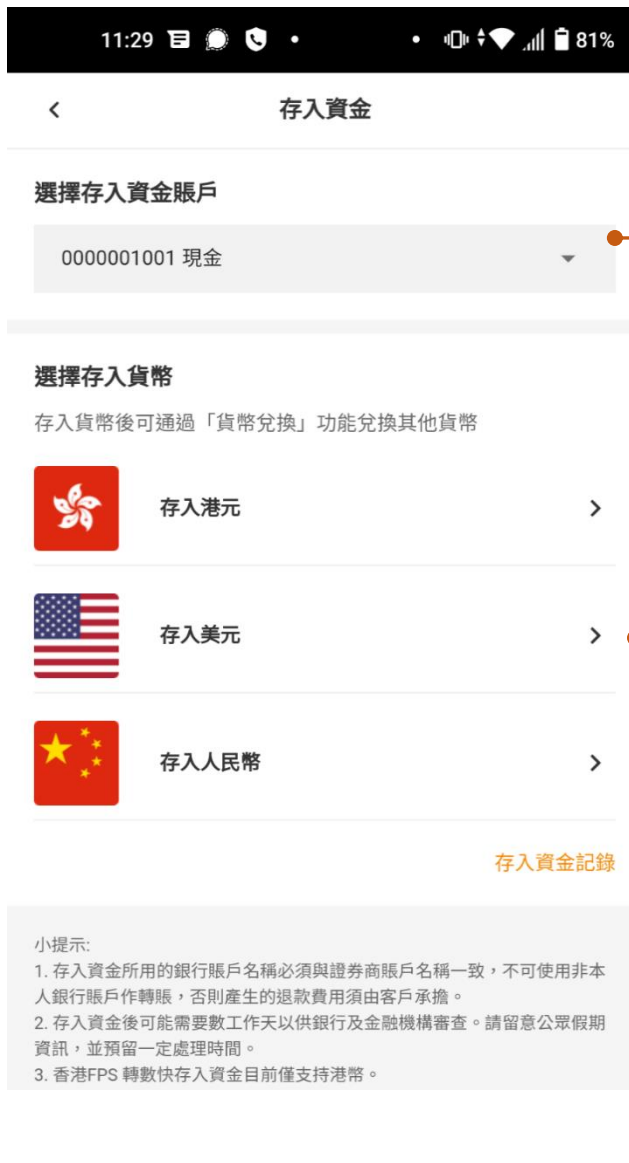 11:29
81%
存入資金
選擇存入資金賬戶
0000001001 現金
選擇存入貨幣
存入貨幣後可通過「貨幣兌換」功能兌換其他貨幣
存入港元
存入美元
存入人民幣
存入資金記錄
小提示:
1. 存入資金所用的銀行賬戶名稱必須與證券商賬戶名稱一致，不可使用非本
人銀行賬戶作轉賬，否則產生的退款費用須由客戶承擔。
2. 存入資金後可能需要數工作天以供銀行及金融機構審查。請留意公眾假期
資訊，並預留一定處理時間。
3. 香港FPS 轉數快存入資金目前僅支持港幣。